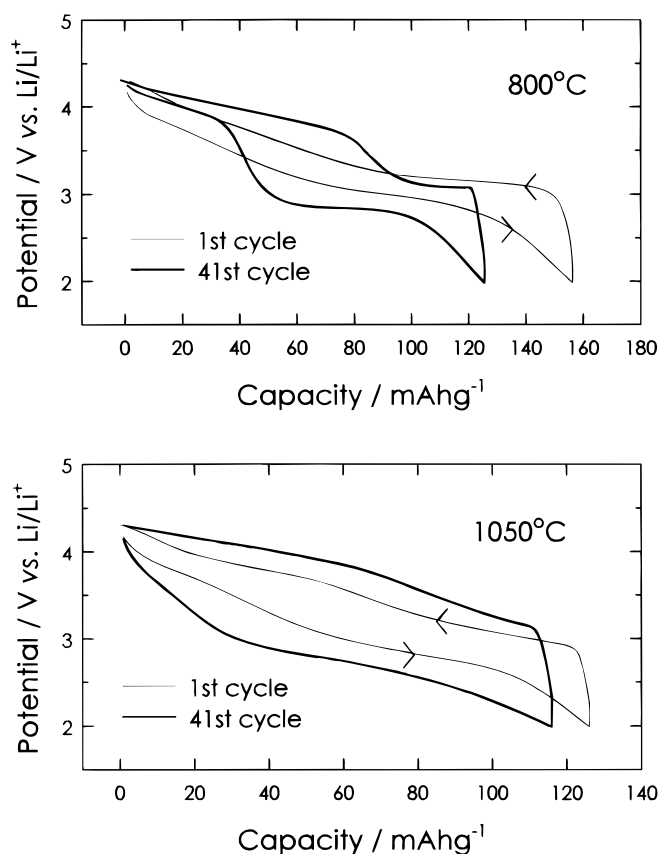 5
4
3
2
Potential / V vs. Li/Li⁺
800°C
1st cycle
41st cycle
0 20 40 60 80 100 120 140 160 180
Capacity / mAhg⁻¹
5
4
3
2
Potential / V vs. Li/Li⁺
1050°C
1st cycle
41st cycle
0 20 40 60 80 100 120 140
Capacity / mAhg⁻¹